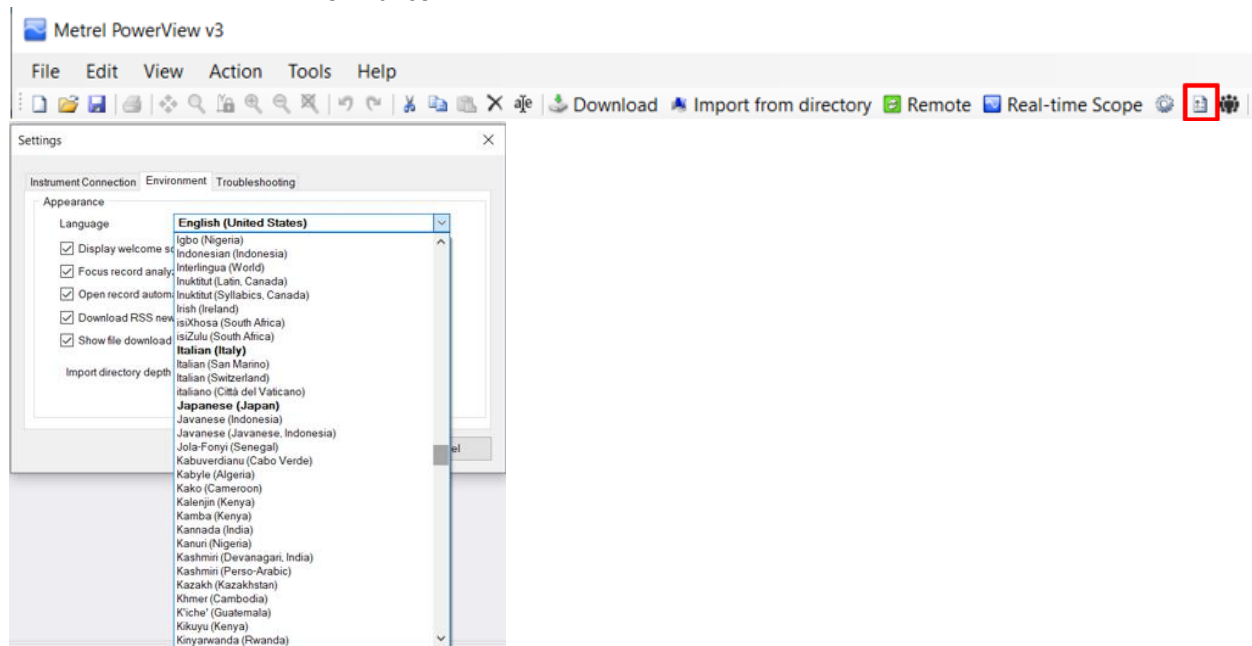 Metrel PowerView v3
File Edit View Action Tools Help
Download Import from directory Remote Real-time Scope
Settings
Instrument Connection Environment Troubleshooting
Appearance
Language English (United States)
Display welcome
Focus record
Open record
Download RSS
Show file download
Import directory depth
Igbo (Nigeria)
Indonesian (Indonesia)
Interlingua (World)
Inuktitut (Latin, Canada)
Inuktitut (Syllabics, Canada)
Irish (Ireland)
isiXhosa (South Africa)
isiZulu (South Africa)
Italian (Italy)
Italian (San Marino)
Italian (Switzerland)
italiano (Città del Vaticano)
Japanese (Japan)
Javanese (Indonesia)
Javanese (Javanese, Indonesia)
Jola-Fonyi (Senegal)
Kabuverdianu (Cabo Verde)
Kabyle (Algeria)
Kako (Cameroon)
Kalenjin (Kenya)
Kamba (Kenya)
Kannada (India)
Kanuri (Nigeria)
Kashmiri (Devanagari, India)
Kashmiri (Perso-Arabic)
Kazakh (Kazakhstan)
Khmer (Cambodia)
K'iche' (Guatemala)
Kikuyu (Kenya)
Kinyarwanda (Rwanda)